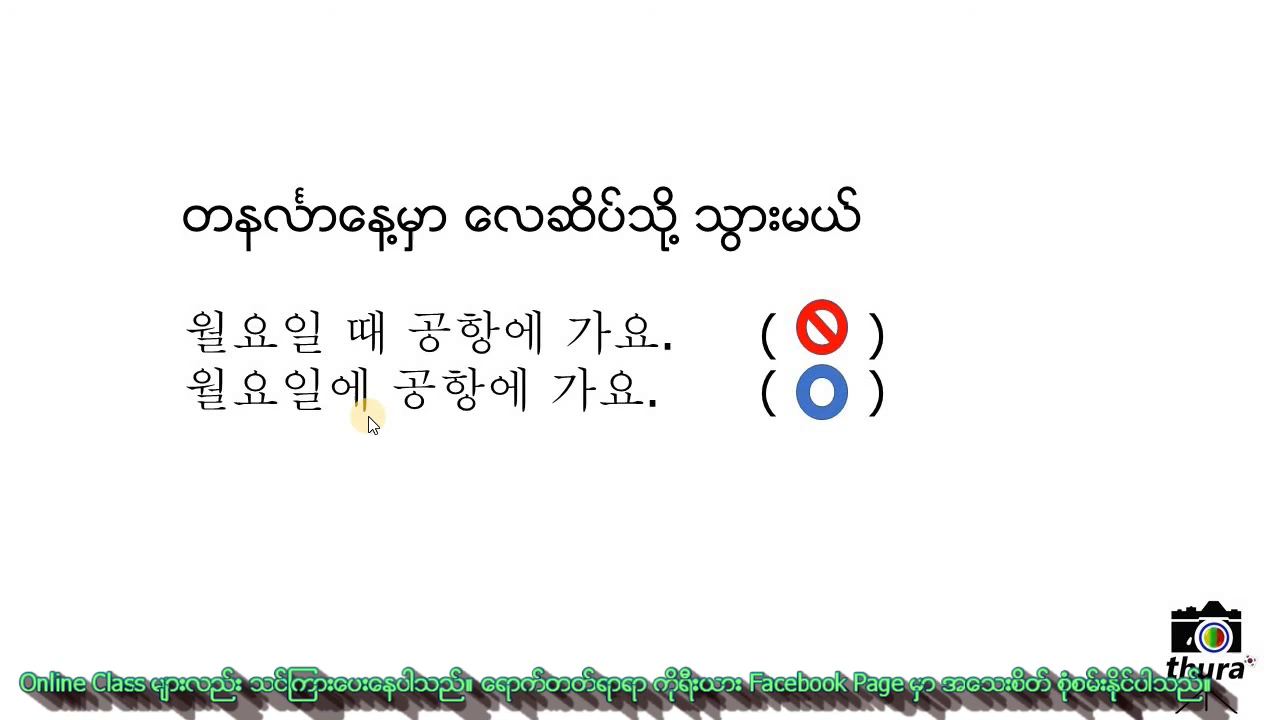 တနင်္လာနေ့မှာ လေဆိပ်သို့ သွားမယ်
월요일 때 공항에 가요. ( )
월요일에 공항에 가요. ( )
thura
Online Class များလည်း သင်ကြားပေးနေပါသည်။ ရောက်တတ်ရာရာ ကိုရီးယား Facebook Page မှာ အသေးစိတ် စုံစမ်းနိုင်ပါသည်။